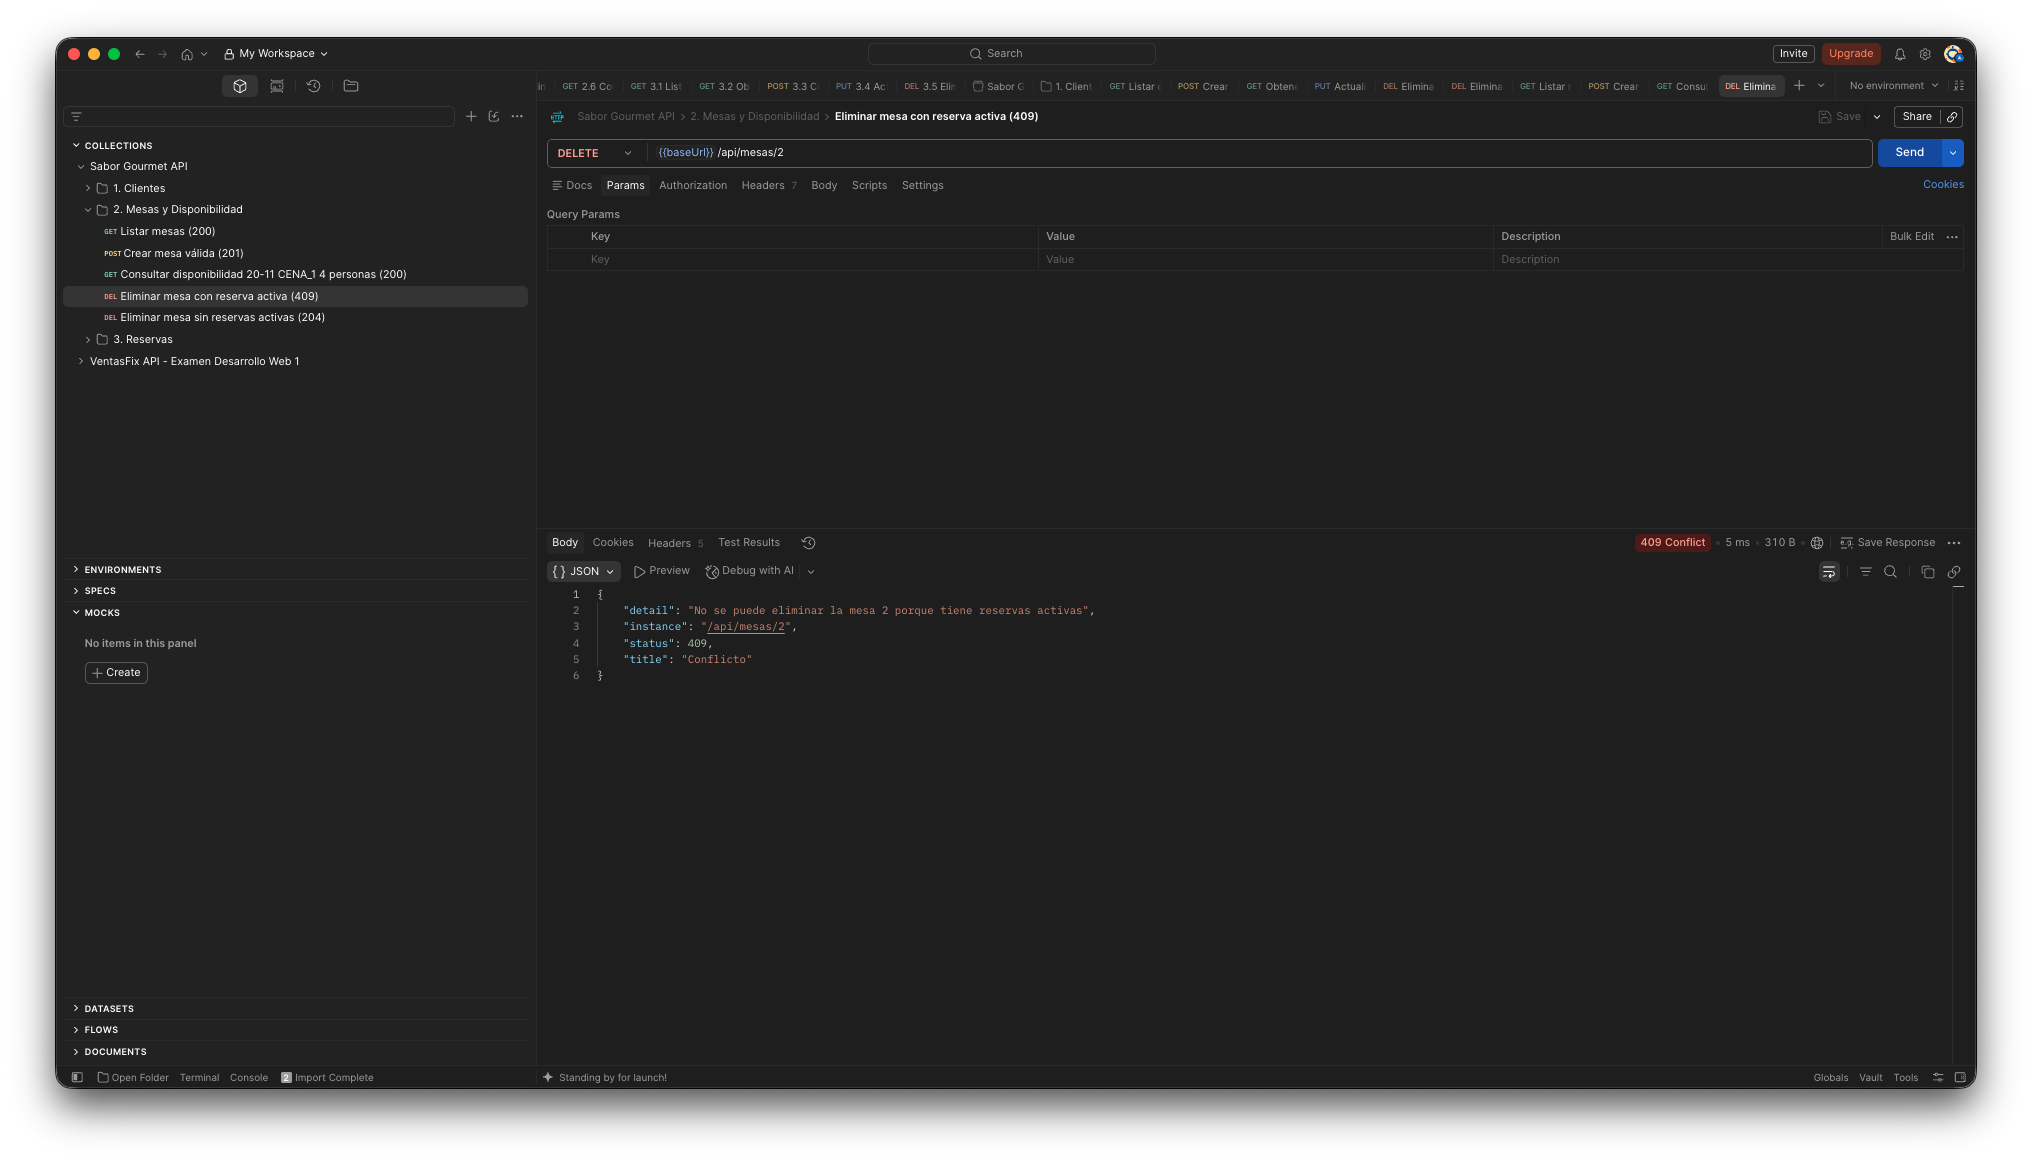 My Workspace
Search
Invite
Upgrade
GET 2.6 Co
GET 3.1 List
GET 3.2 Ob
POST 3.3 C
PUT 3.4 Ac
DEL 3.5 Elin
Sabor G
1. Client
GET Listar
POST Crear
GET Obten
PUT Actual
DEL Elimina
DEL Elimina
GET Listar
POST Crear
GET Consul
DEL Elimina
No environment
COLLECTIONS
Sabor Gourmet API
1. Clientes
2. Mesas y Disponibilidad
GET Listar mesas (200)
POST Crear mesa válida (201)
GET Consultar disponibilidad 20-11 CENA_1 4 personas (200)
DEL Eliminar mesa con reserva activa (409)
DEL Eliminar mesa sin reservas activas (204)
3. Reservas
VentasFix API - Examen Desarrollo Web 1
ENVIRONMENTS
SPECS
MOCKS
No items in this panel
Create
DATASETS
FLOWS
DOCUMENTS
HTTP
Sabor Gourmet API > 2. Mesas y Disponibilidad > Eliminar mesa con reserva activa (409)
Save
Share
DELETE
{{baseUrl}} /api/mesas/2
Send
Docs Params Authorization Headers 7 Body Scripts Settings
Cookies
Query Params
Key Value Description Bulk Edit
Key Value Description
Body Cookies Headers 5 Test Results
409 Conflict • 5 ms • 310 B
e.g. Save Response
{} JSON
Preview
Debug with AI
1 {
2 "detail": "No se puede eliminar la mesa 2 porque tiene reservas activas",
3 "instance": "/api/mesas/2",
4 "status": 409,
5 "title": "Conflicto"
6 }
Open Folder Terminal Console 2 Import Complete
Standing by for launch!
Globals Vault Tools